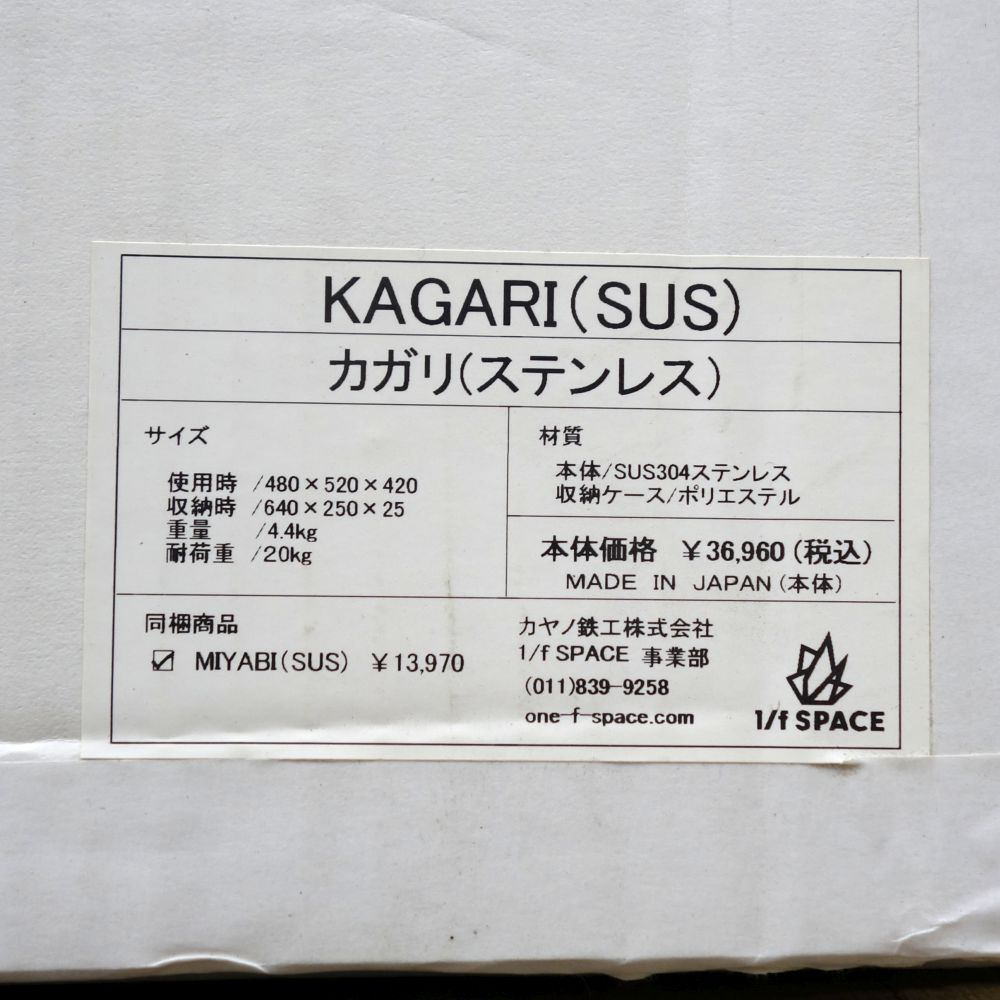 KAGARI(SUS)
カガリ(ステンレス)
サイズ
使用時 /480×520×420
収納時 /640×250×25
重量 /4.4kg
耐荷重 /20kg
材質
本体/SUS304ステンレス
収納ケース/ポリエステル
本体価格 ¥36,960(税込)
MADE IN JAPAN(本体)
同梱商品
☑ MIYABI(SUS) ¥13,970
カヤノ鉄工株式会社
1/f SPACE 事業部
(011)839-9258
one-f-space.com
1/f SPACE